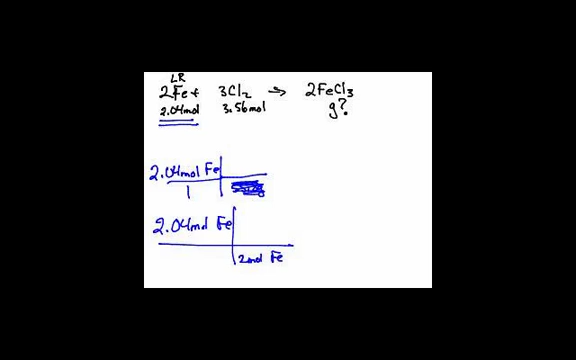 LR
2Fe + 3Cl2 → 2FeCl3
2.04mol 3.56mol g?
2.04mol Fe
1
2.04mol Fe
2mol Fe